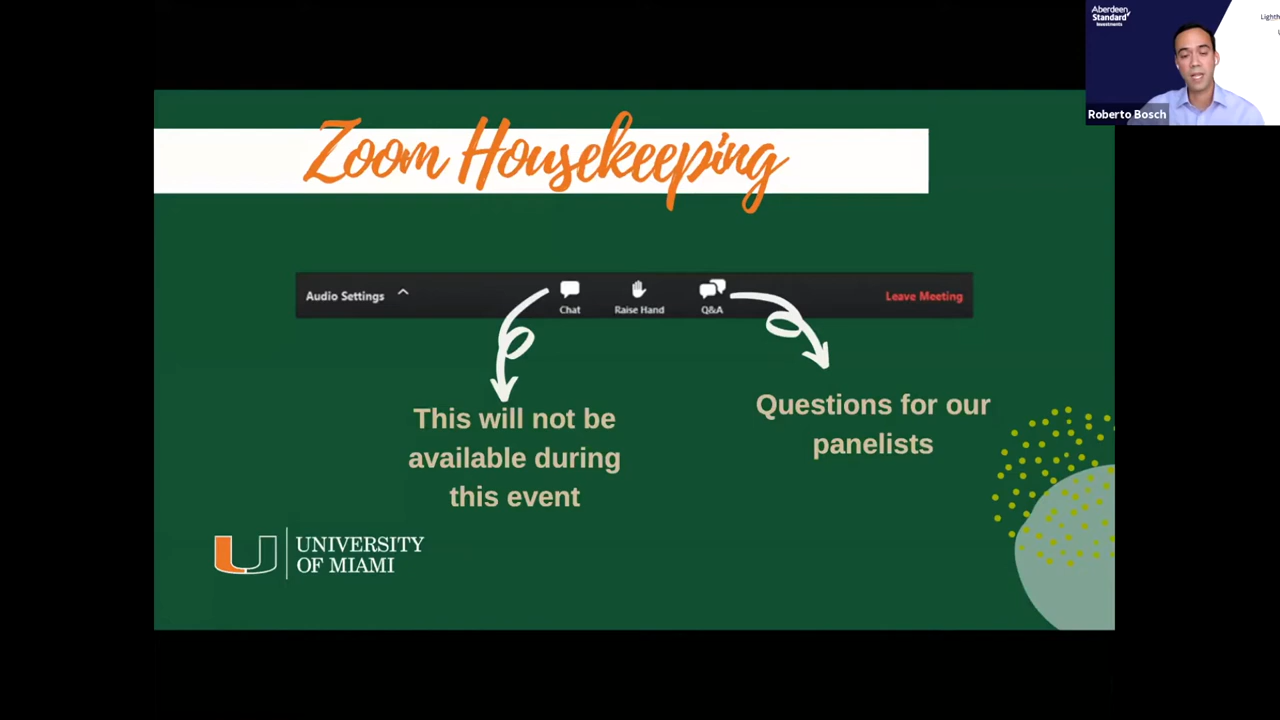 Aberdeen
Standard
Investments
Roberto Bosch
Zoom Housekeeping
Audio Settings
Chat
Raise Hand
Q&A
Leave Meeting
This will not be
available during
this event
Questions for our
panelists
UNIVERSITY
OF MIAMI